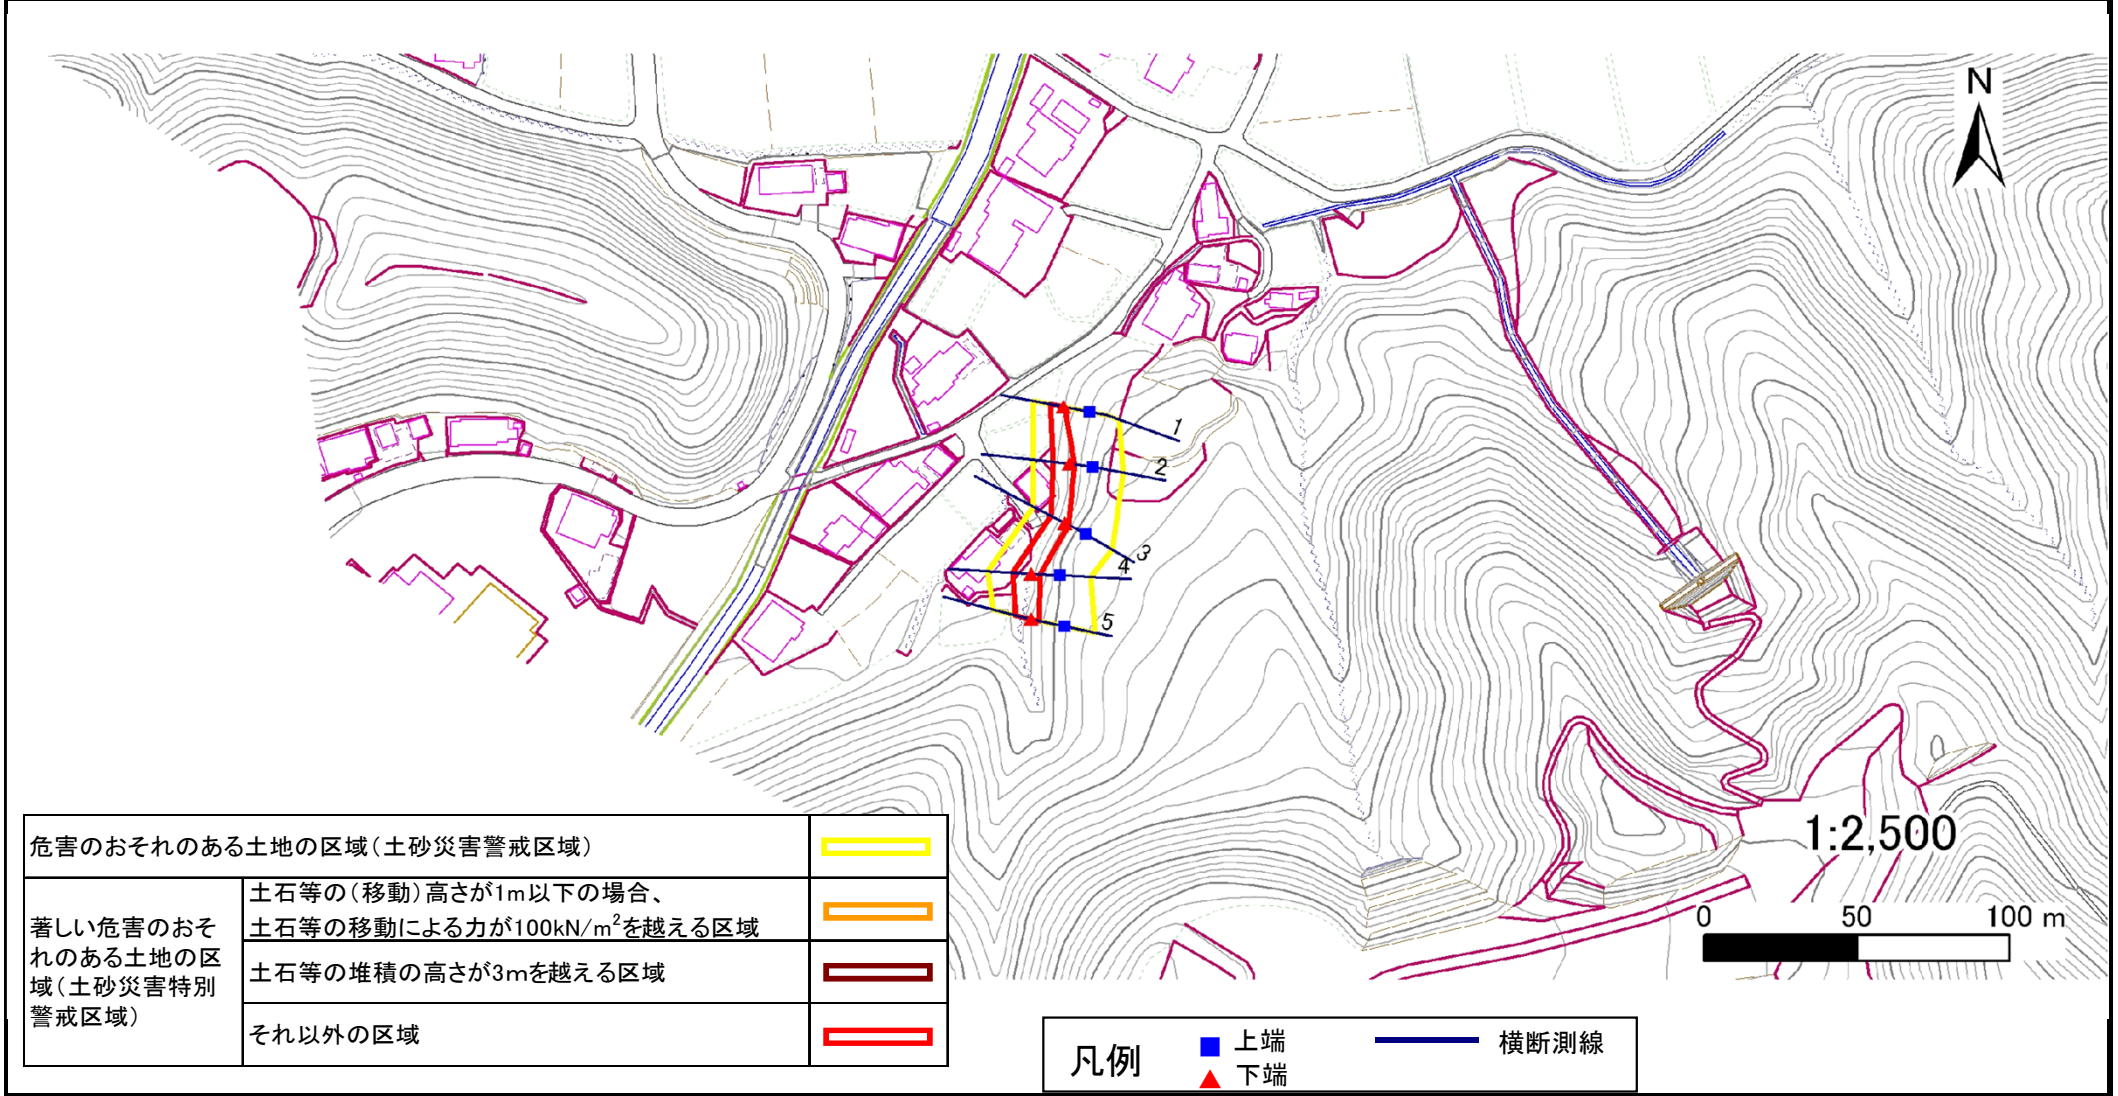 N
1
2
3
4
5
1:2,500
0 50 100 m
危害のおそれのある土地の区域(土砂災害警戒区域)
著しい危害のおそ
れのある土地の区
域(土砂災害特別
警戒区域)
土石等の(移動)高さが1m以下の場合、
土石等の移動による力が100kN/m²を越える区域
土石等の堆積の高さが3mを越える区域
それ以外の区域
凡例
上端
下端
横断測線